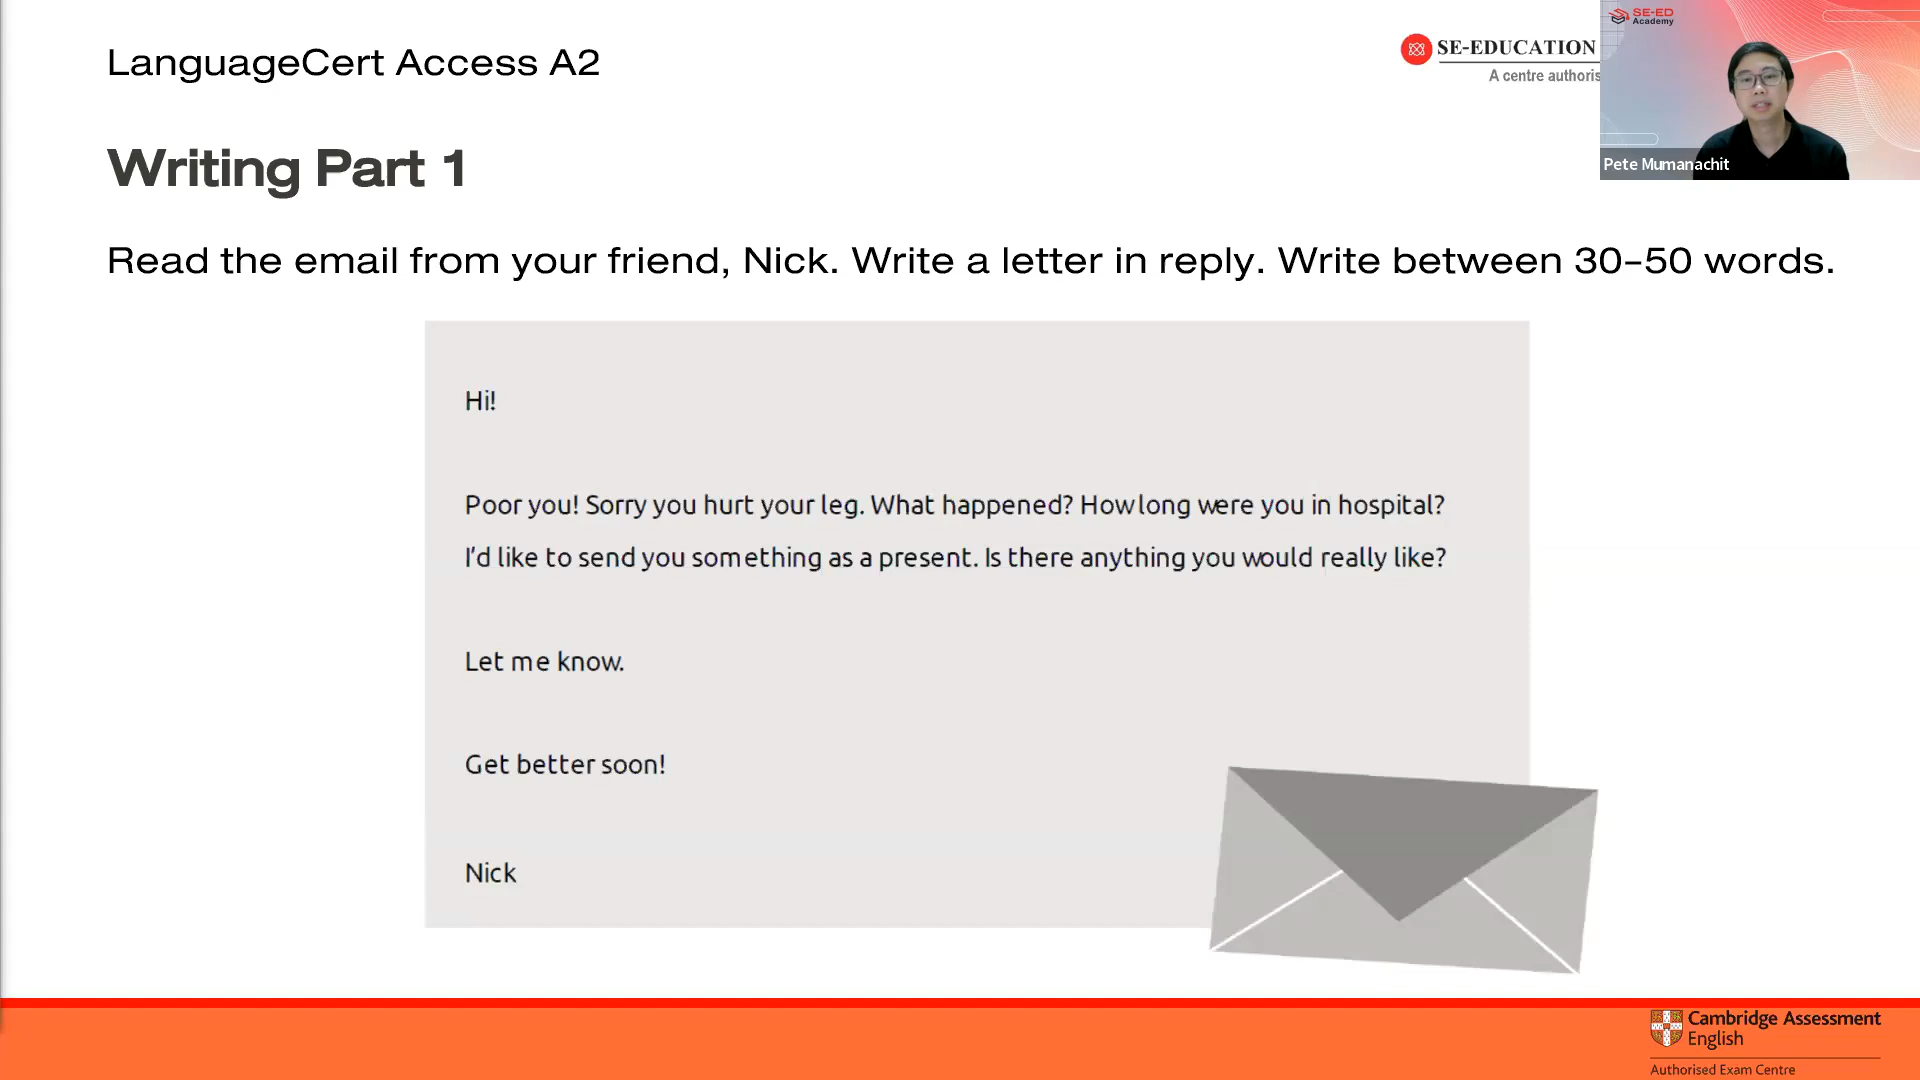 LanguageCert Access A2
SE-EDUCATION
A centre authoris
SE-ED
Academy
Pete Mumanachit
Writing Part 1
Read the email from your friend, Nick. Write a letter in reply. Write between 30–50 words.
Hi!
Poor you! Sorry you hurt your leg. What happened? How long were you in hospital?
I'd like to send you something as a present. Is there anything you would really like?
Let me know.
Get better soon!
Nick
Cambridge Assessment
English
Authorised Exam Centre